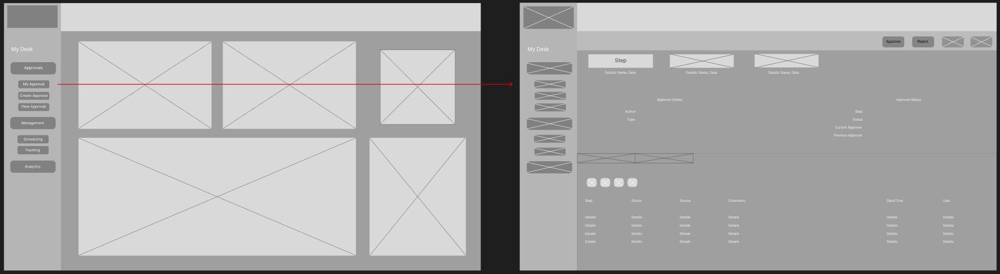 My Desk
Approvals
My Approval
Create Approval
View Approval
Management
Scheduling
Tracking
Analytics
My Desk
Approve Reject
Step
Details: Name, Date Details: Name, Date Details: Name, Date
Approval Details
Author
Type
Approval Status
Step
Status
Current Approver
Previous Approver
Step Status Source Comments Data/Time User
Details Details Details Details Details Details
Details Details Details Details Details Details
Details Details Details Details Details Details
Details Details Details Details Details Details